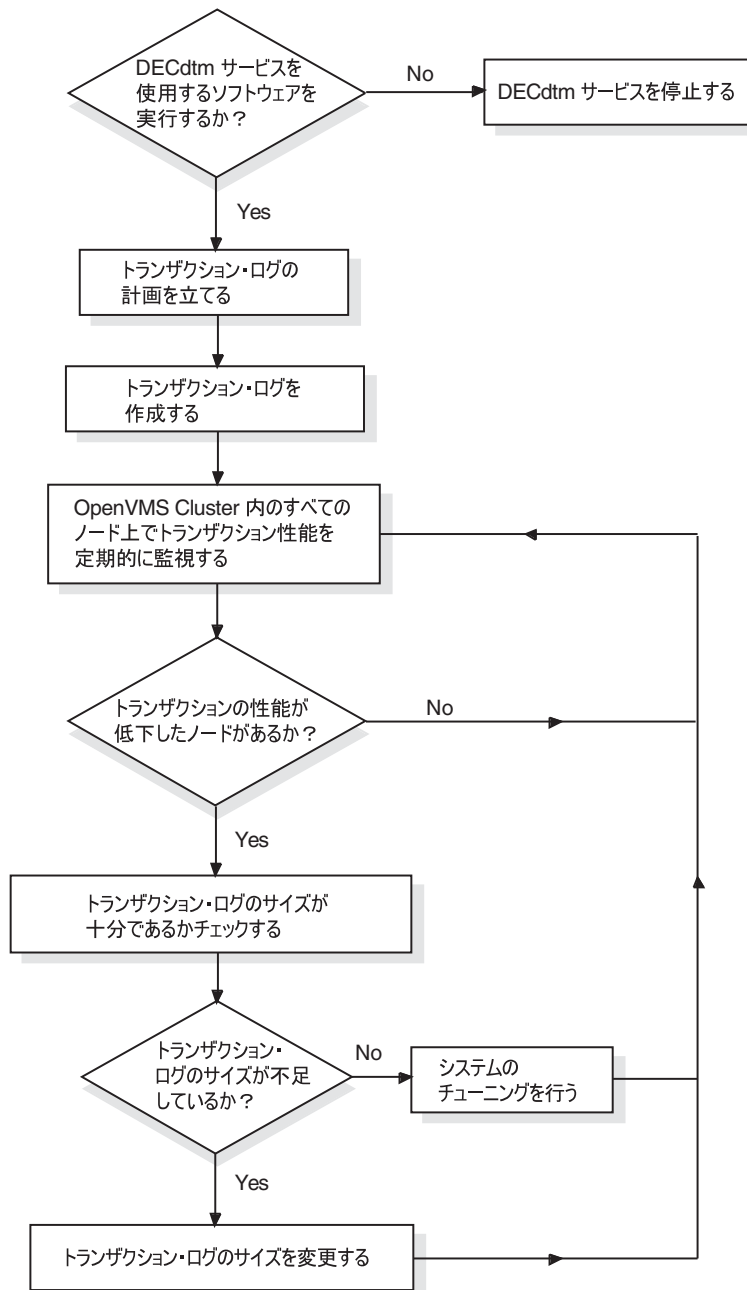 DECdtm サービスを
使用するソフトウェアを
実行するか？
No
DECdtm サービスを停止する
Yes
トランザクション・ログの
計画を立てる
トランザクション・ログを
作成する
OpenVMS Cluster 内のすべての
ノード上でトランザクション性能を
定期的に監視する
トランザクションの性能が
低下したノードがあるか？
No
Yes
トランザクション・ログのサイズが
十分であるかチェックする
トランザクション・
ログのサイズが不足
しているか？
No
システムの
チューニングを行う
Yes
トランザクション・ログのサイズを変更する